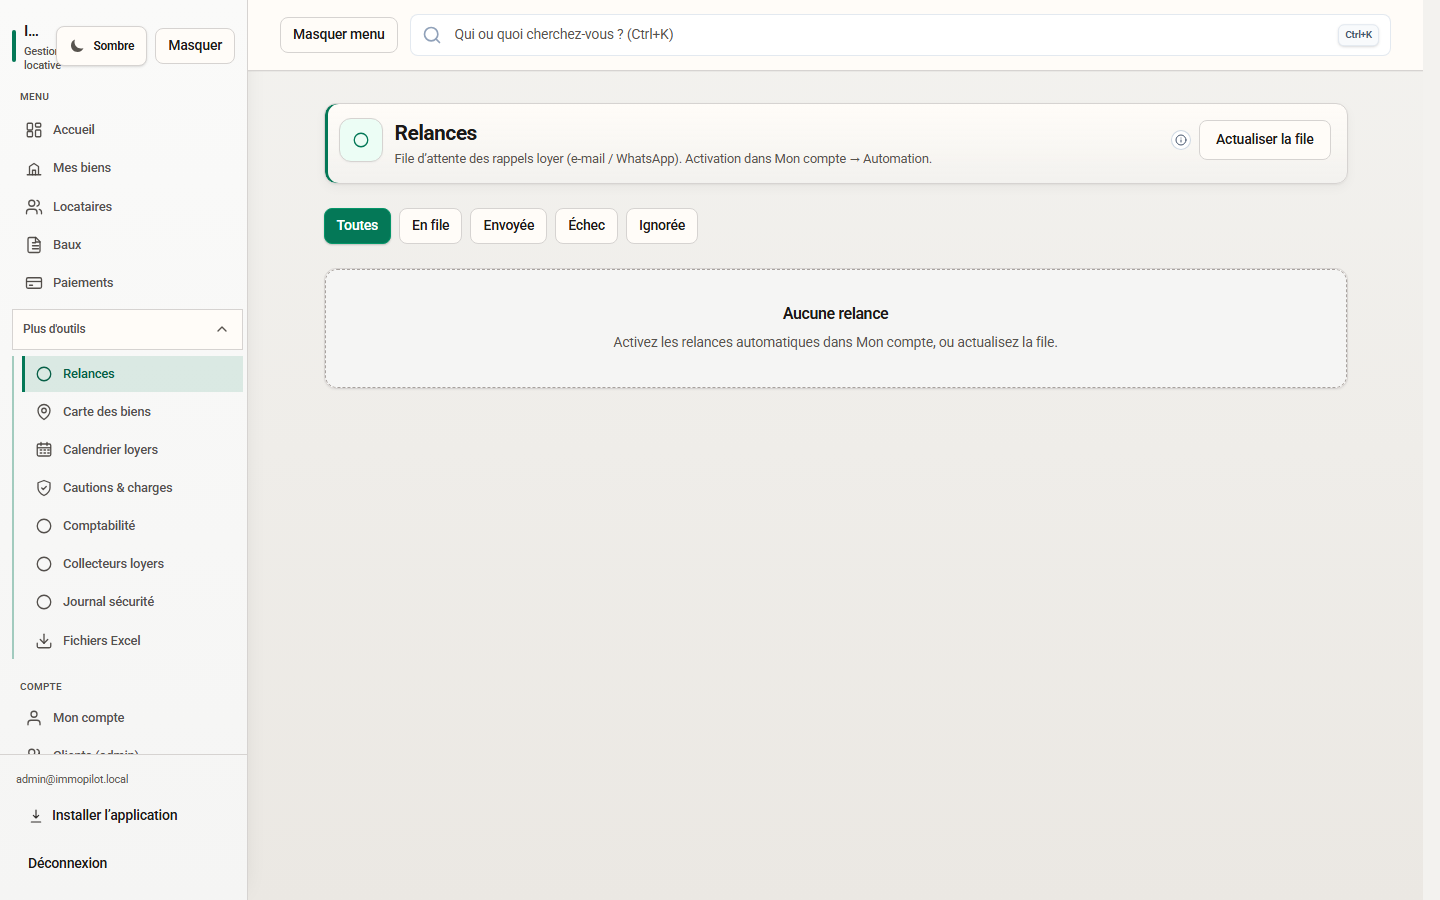 I...
Gestion
locative
Sombre
Masquer
MENU
Accueil
Mes biens
Locataires
Baux
Paiements
Plus d'outils
Relances
Carte des biens
Calendrier loyers
Cautions & charges
Comptabilité
Collecteurs loyers
Journal sécurité
Fichiers Excel
COMPTE
Mon compte
Clients (admin)
admin@immopilot.local
Installer l’application
Déconnexion
Masquer menu
Qui ou quoi cherchez-vous ? (Ctrl+K)
Ctrl+K
Relances
File d’attente des rappels loyer (e-mail / WhatsApp). Activation dans Mon compte → Automation.
Actualiser la file
Toutes
En file
Envoyée
Échec
Ignorée
Aucune relance
Activez les relances automatiques dans Mon compte, ou actualisez la file.